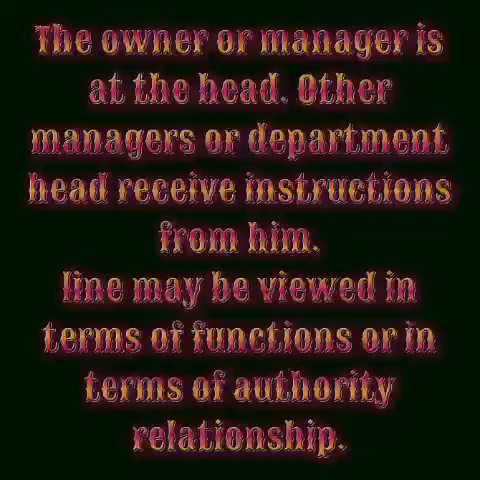 The owner or manager is
at the head. Other
managers or department
head receive instructions
from him.
line may be viewed in
terms of functions or in
terms of authority
relationship.